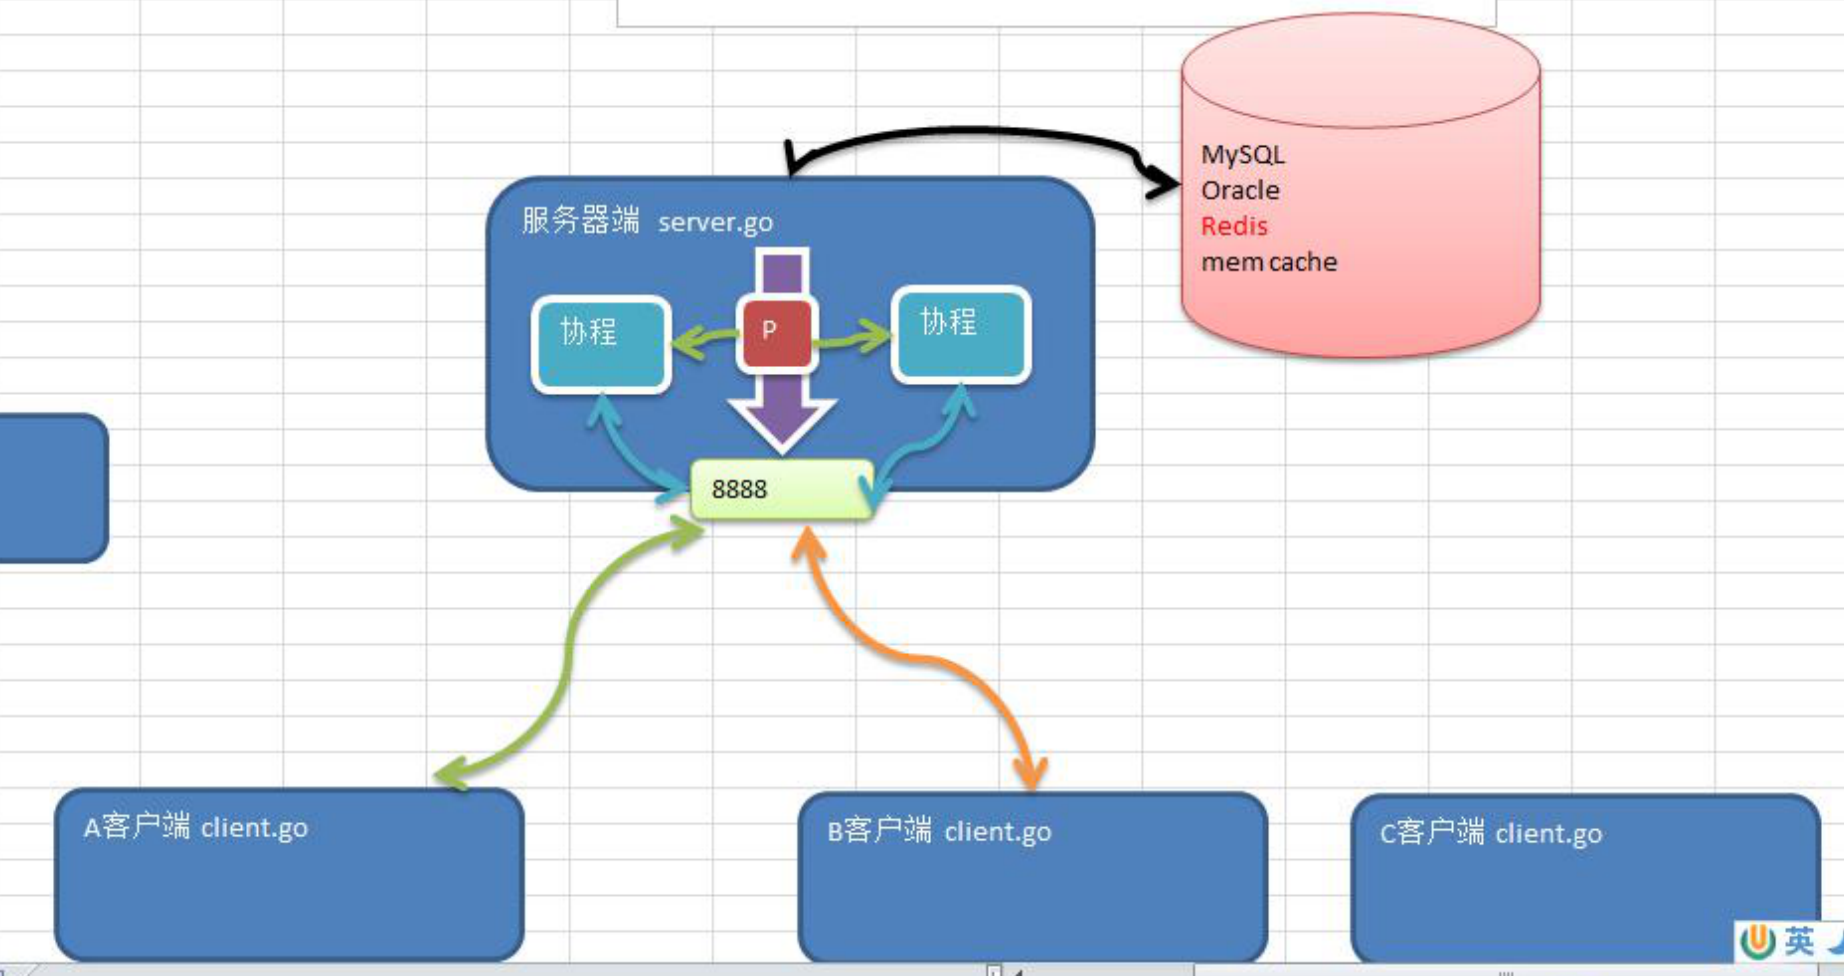 MySQL
Oracle
Redis
mem cache
服务器端 server.go
协程
P
协程
8888
A客户端 client.go
B客户端 client.go
C客户端 client.go
英